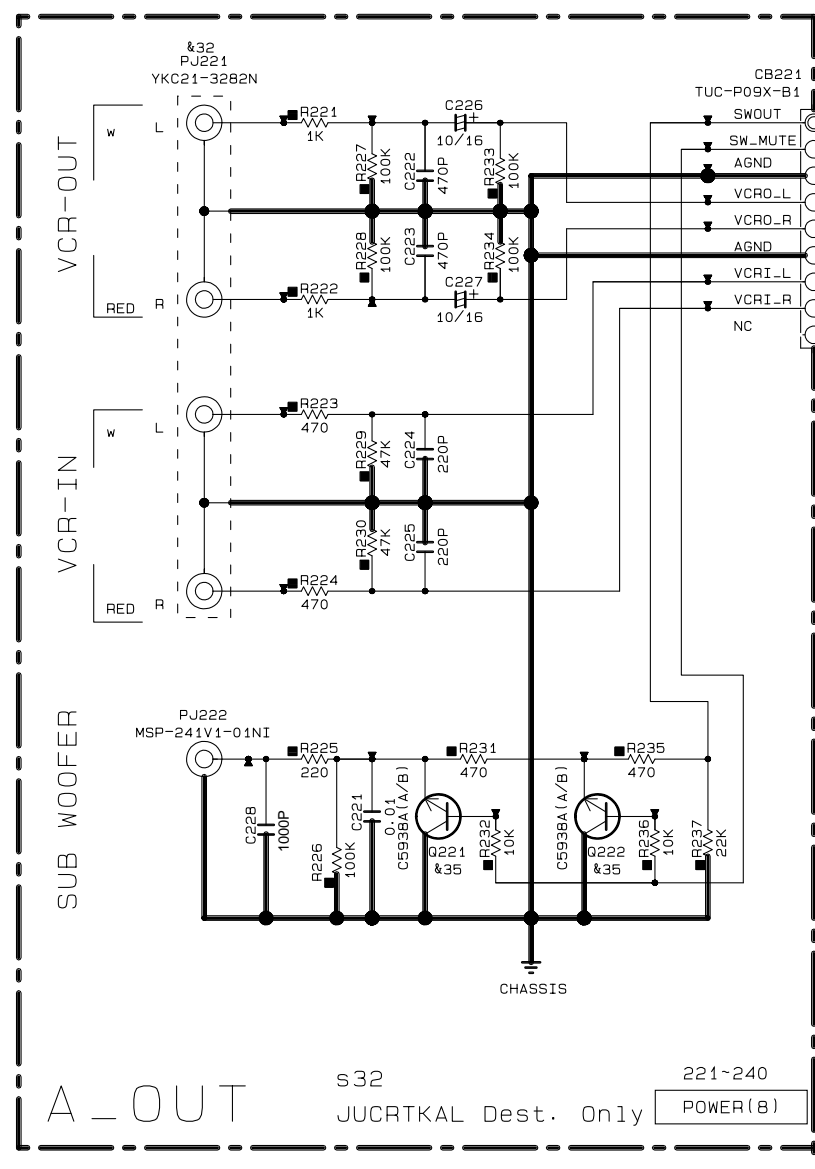 &32
PJ221
YKC21-3282N
CB221
TUC-P09X-B1
VCR-OUT
W
L
RED
R
R221
1K
C226
+
10/16
R227
100K
C222
470P
R233
100K
R228
100K
C223
470P
R234
100K
R222
1K
C227
+
10/16
SWOUT
SW_MUTE
AGND
VCRO_L
VCRO_R
AGND
VCRI_L
VCRI_R
NC
VCR-IN
W
L
RED
R
R223
470
R229
47K
C224
220P
R230
47K
C225
220P
R224
470
SUB WOOFER
PJ222
MSP-241V1-01NI
R225
220
R231
470
R235
470
C228
1000P
R226
100K
C221
0.01
C5938A(A/B)
Q221
&35
R232
10K
C5938A(A/B)
Q222
&35
R236
10K
R237
22K
CHASSIS
A_OUT
s32
JUCRTKAL Dest. Only
221~240
POWER(8)